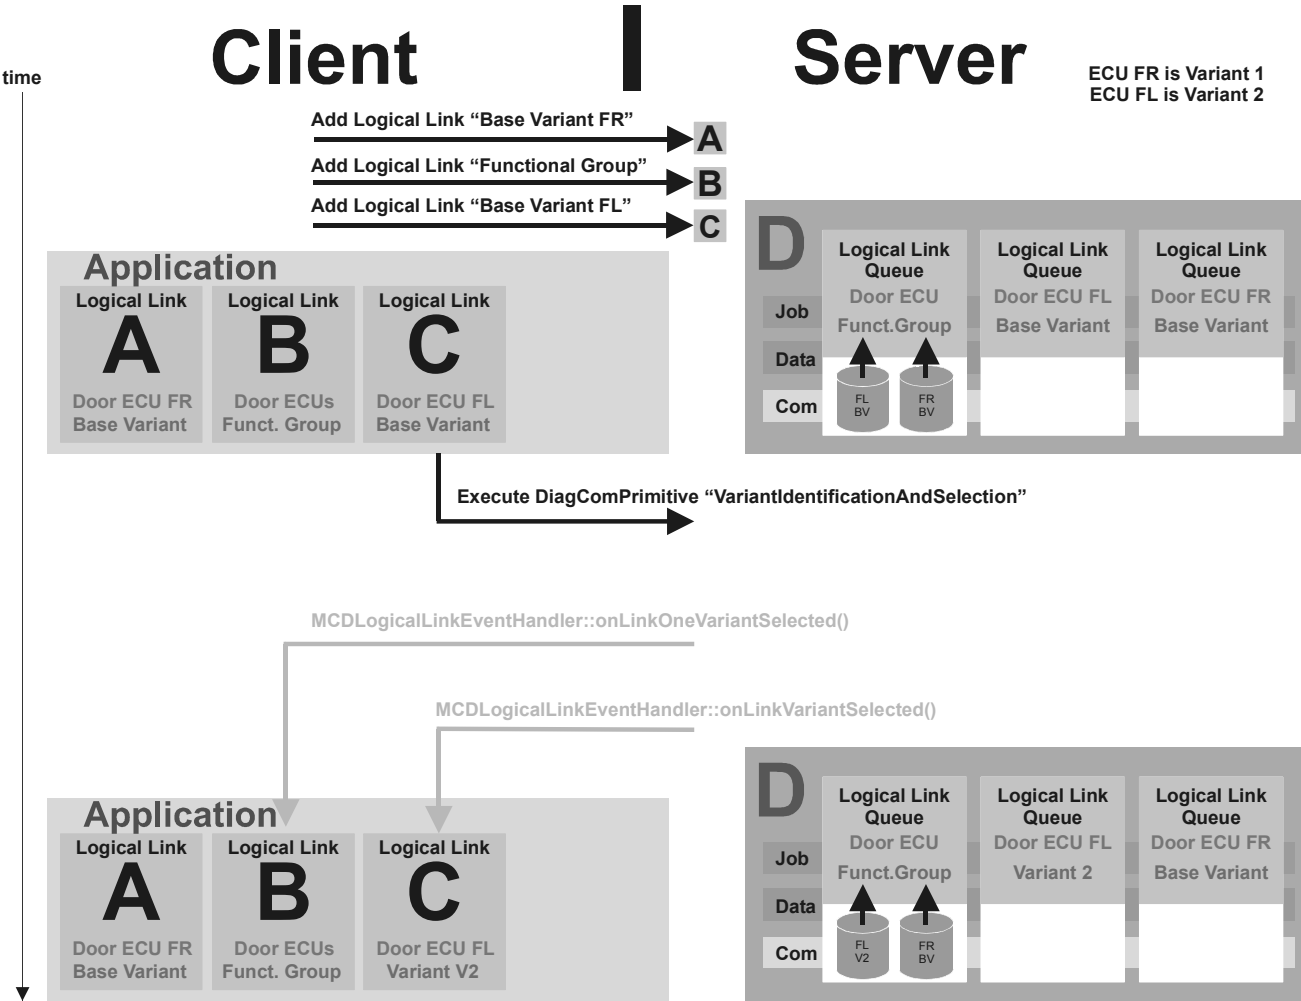 Client
Server
time
ECU FR is Variant 1
ECU FL is Variant 2
Add Logical Link “Base Variant FR”
A
Add Logical Link “Functional Group”
B
Add Logical Link “Base Variant FL”
C
Application
Logical Link
A
Door ECU FR
Base Variant
Logical Link
B
Door ECUs
Funct. Group
Logical Link
C
Door ECU FL
Base Variant
D
Job
Data
Com
Logical Link
Queue
Door ECU
Funct.Group
FL
BV
FR
BV
Logical Link
Queue
Door ECU FL
Base Variant
Logical Link
Queue
Door ECU FR
Base Variant
Execute DiagComPrimitive “VariantIdentificationAndSelection”
MCDLogicalLinkEventHandler::onLinkOneVariantSelected()
MCDLogicalLinkEventHandler::onLinkVariantSelected()
Application
Logical Link
A
Door ECU FR
Base Variant
Logical Link
B
Door ECUs
Funct. Group
Logical Link
C
Door ECU FL
Variant V2
D
Job
Data
Com
Logical Link
Queue
Door ECU
Funct.Group
FL
V2
FR
BV
Logical Link
Queue
Door ECU FL
Variant 2
Logical Link
Queue
Door ECU FR
Base Variant